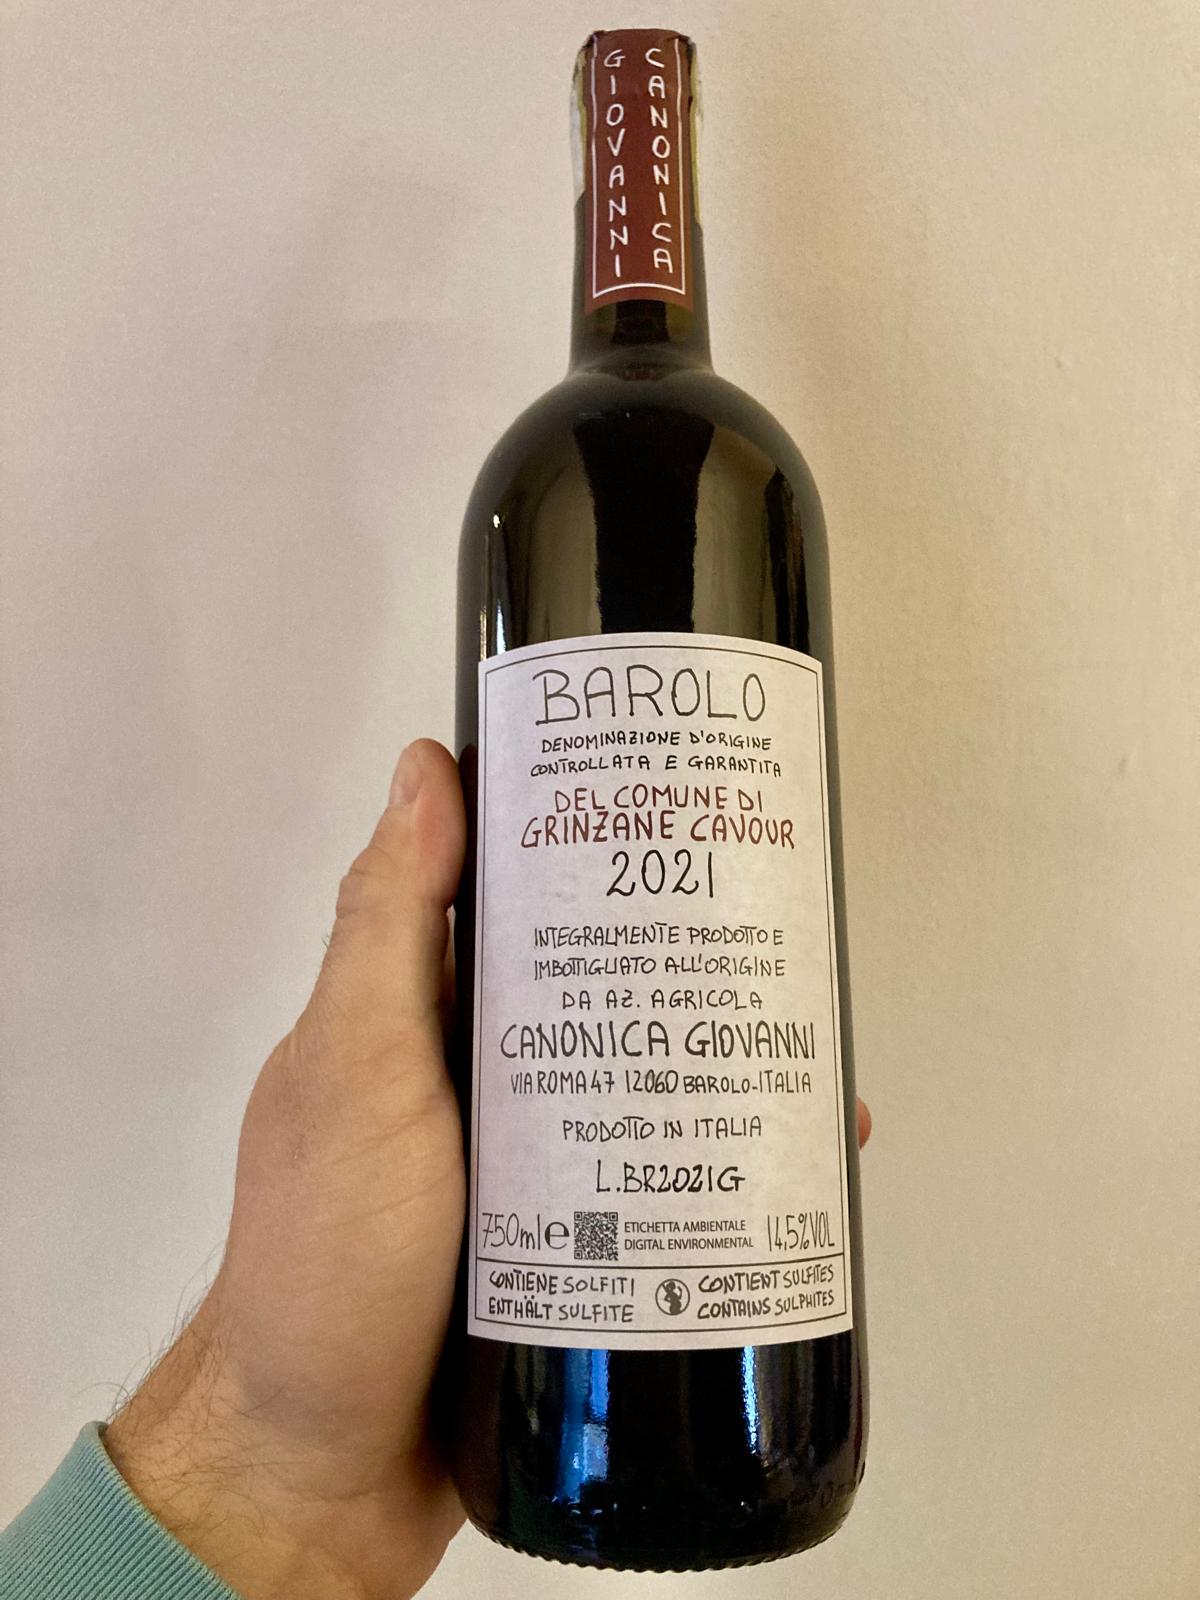 GIOVANNI
CANONICA
BAROLO
DENOMINAZIONE D'ORIGINE
CONTROLLATA E GARANTITA
DEL COMUNE DI
GRINZANE CAVOUR
2021
INTEGRALMENTE PRODOTTO E
IMBOTTIGLIATO ALL'ORIGINE
DA AZ. AGRICOLA
CANONICA GIOVANNI
VIA ROMA 47 12060 BAROLO-ITALIA
PRODOTTO IN ITALIA
L.BR2021G
750ml e ETICHETTA AMBIENTALE 14,5%VOL
DIGITAL ENVIRONMENTAL
CONTIENE SOLFITI CONTIENT SULFITES
ENTHÄLT SULFITE CONTAINS SULPHITES